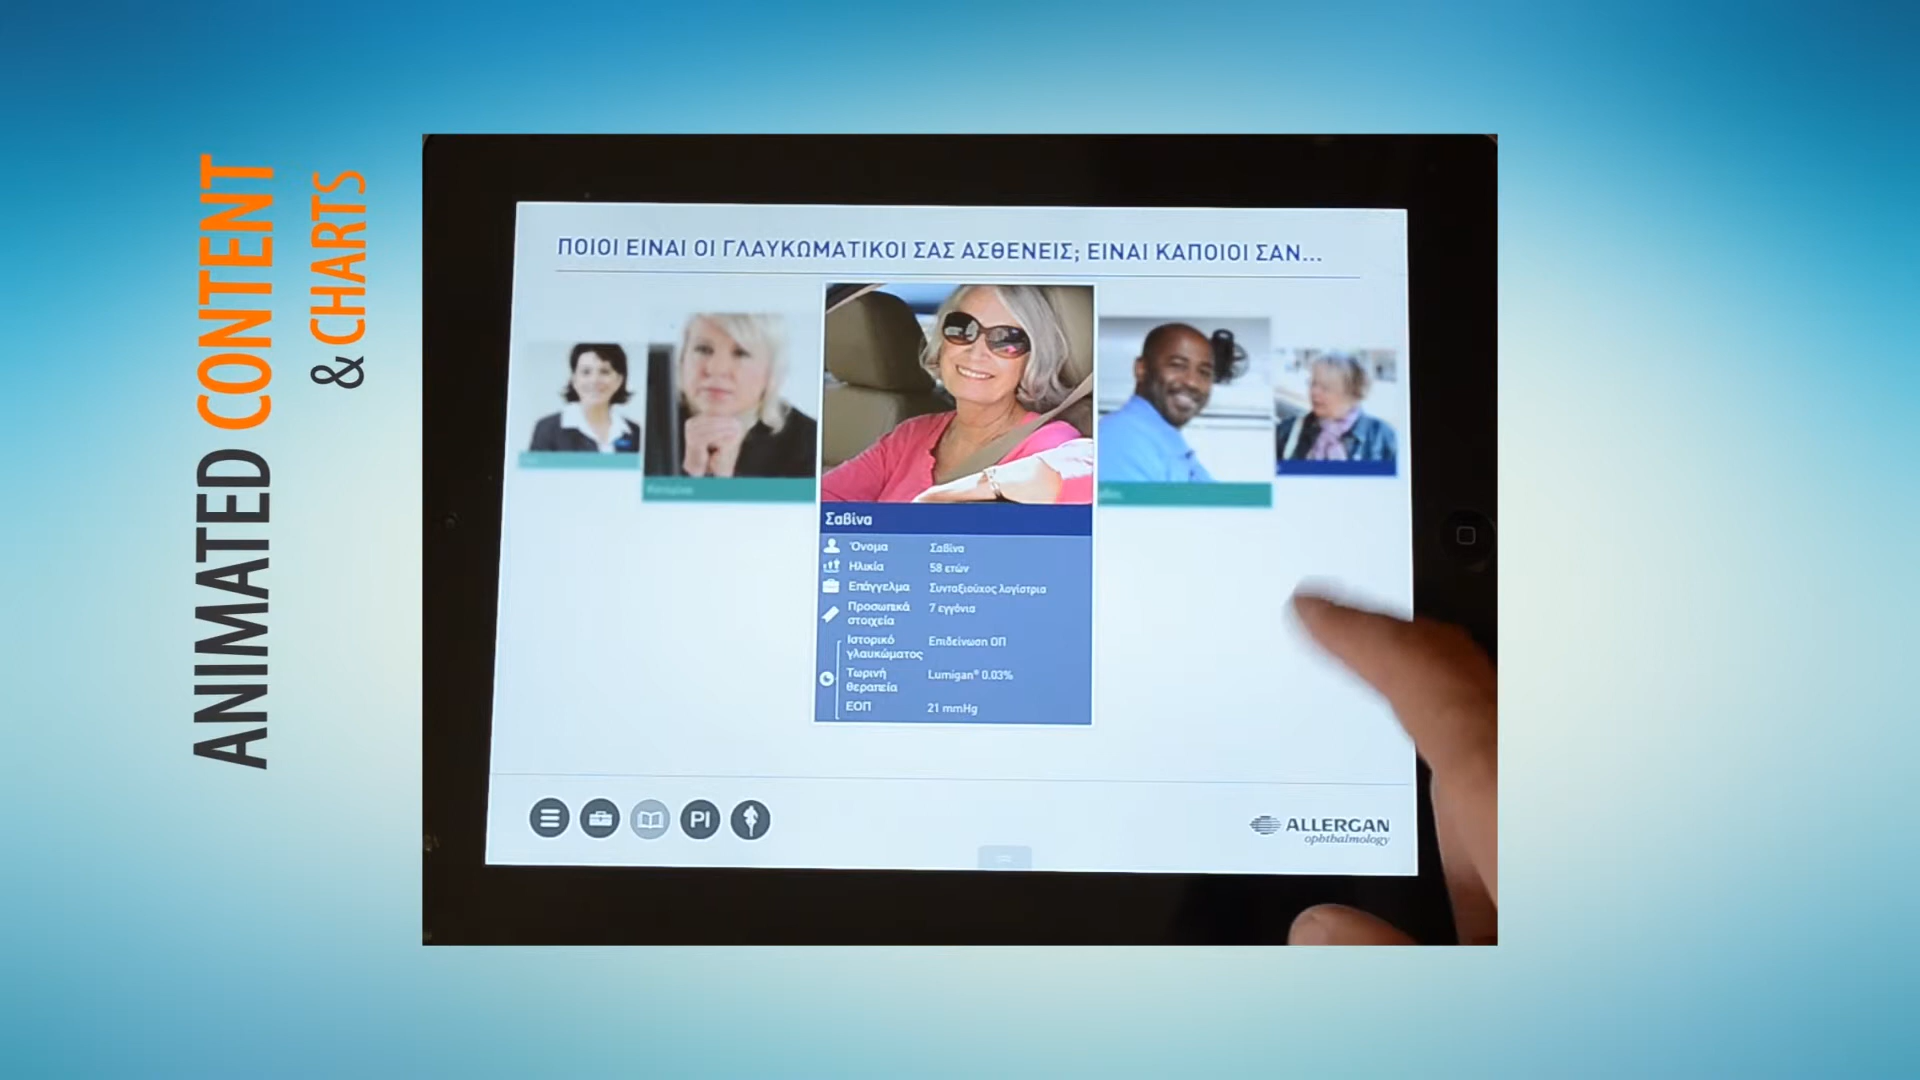 ANIMATED CONTENT
& CHARTS
ΠΟΙΟΙ ΕΙΝΑΙ ΟΙ ΓΛΑΥΚΩΜΑΤΙΚΟΙ ΣΑΣ ΑΣΘΕΝΕΙΣ; ΕΙΝΑΙ ΚΑΠΟΙΟΙ ΣΑΝ...
Σαβίνα
Όνομα Σαβίνα
Ηλικία 58 ετών
Επάγγελμα Συνταξιούχος λογίστρια
Προσωπικά στοιχεία 7 εγγόνια
Ιστορικό γλαυκώματος Επιδείνωση ΟΠ
Τωρινή θεραπεία Lumigan® 0.03%
ΕΟΠ 21 mmHg
PI
ALLERGAN
ophthalmology